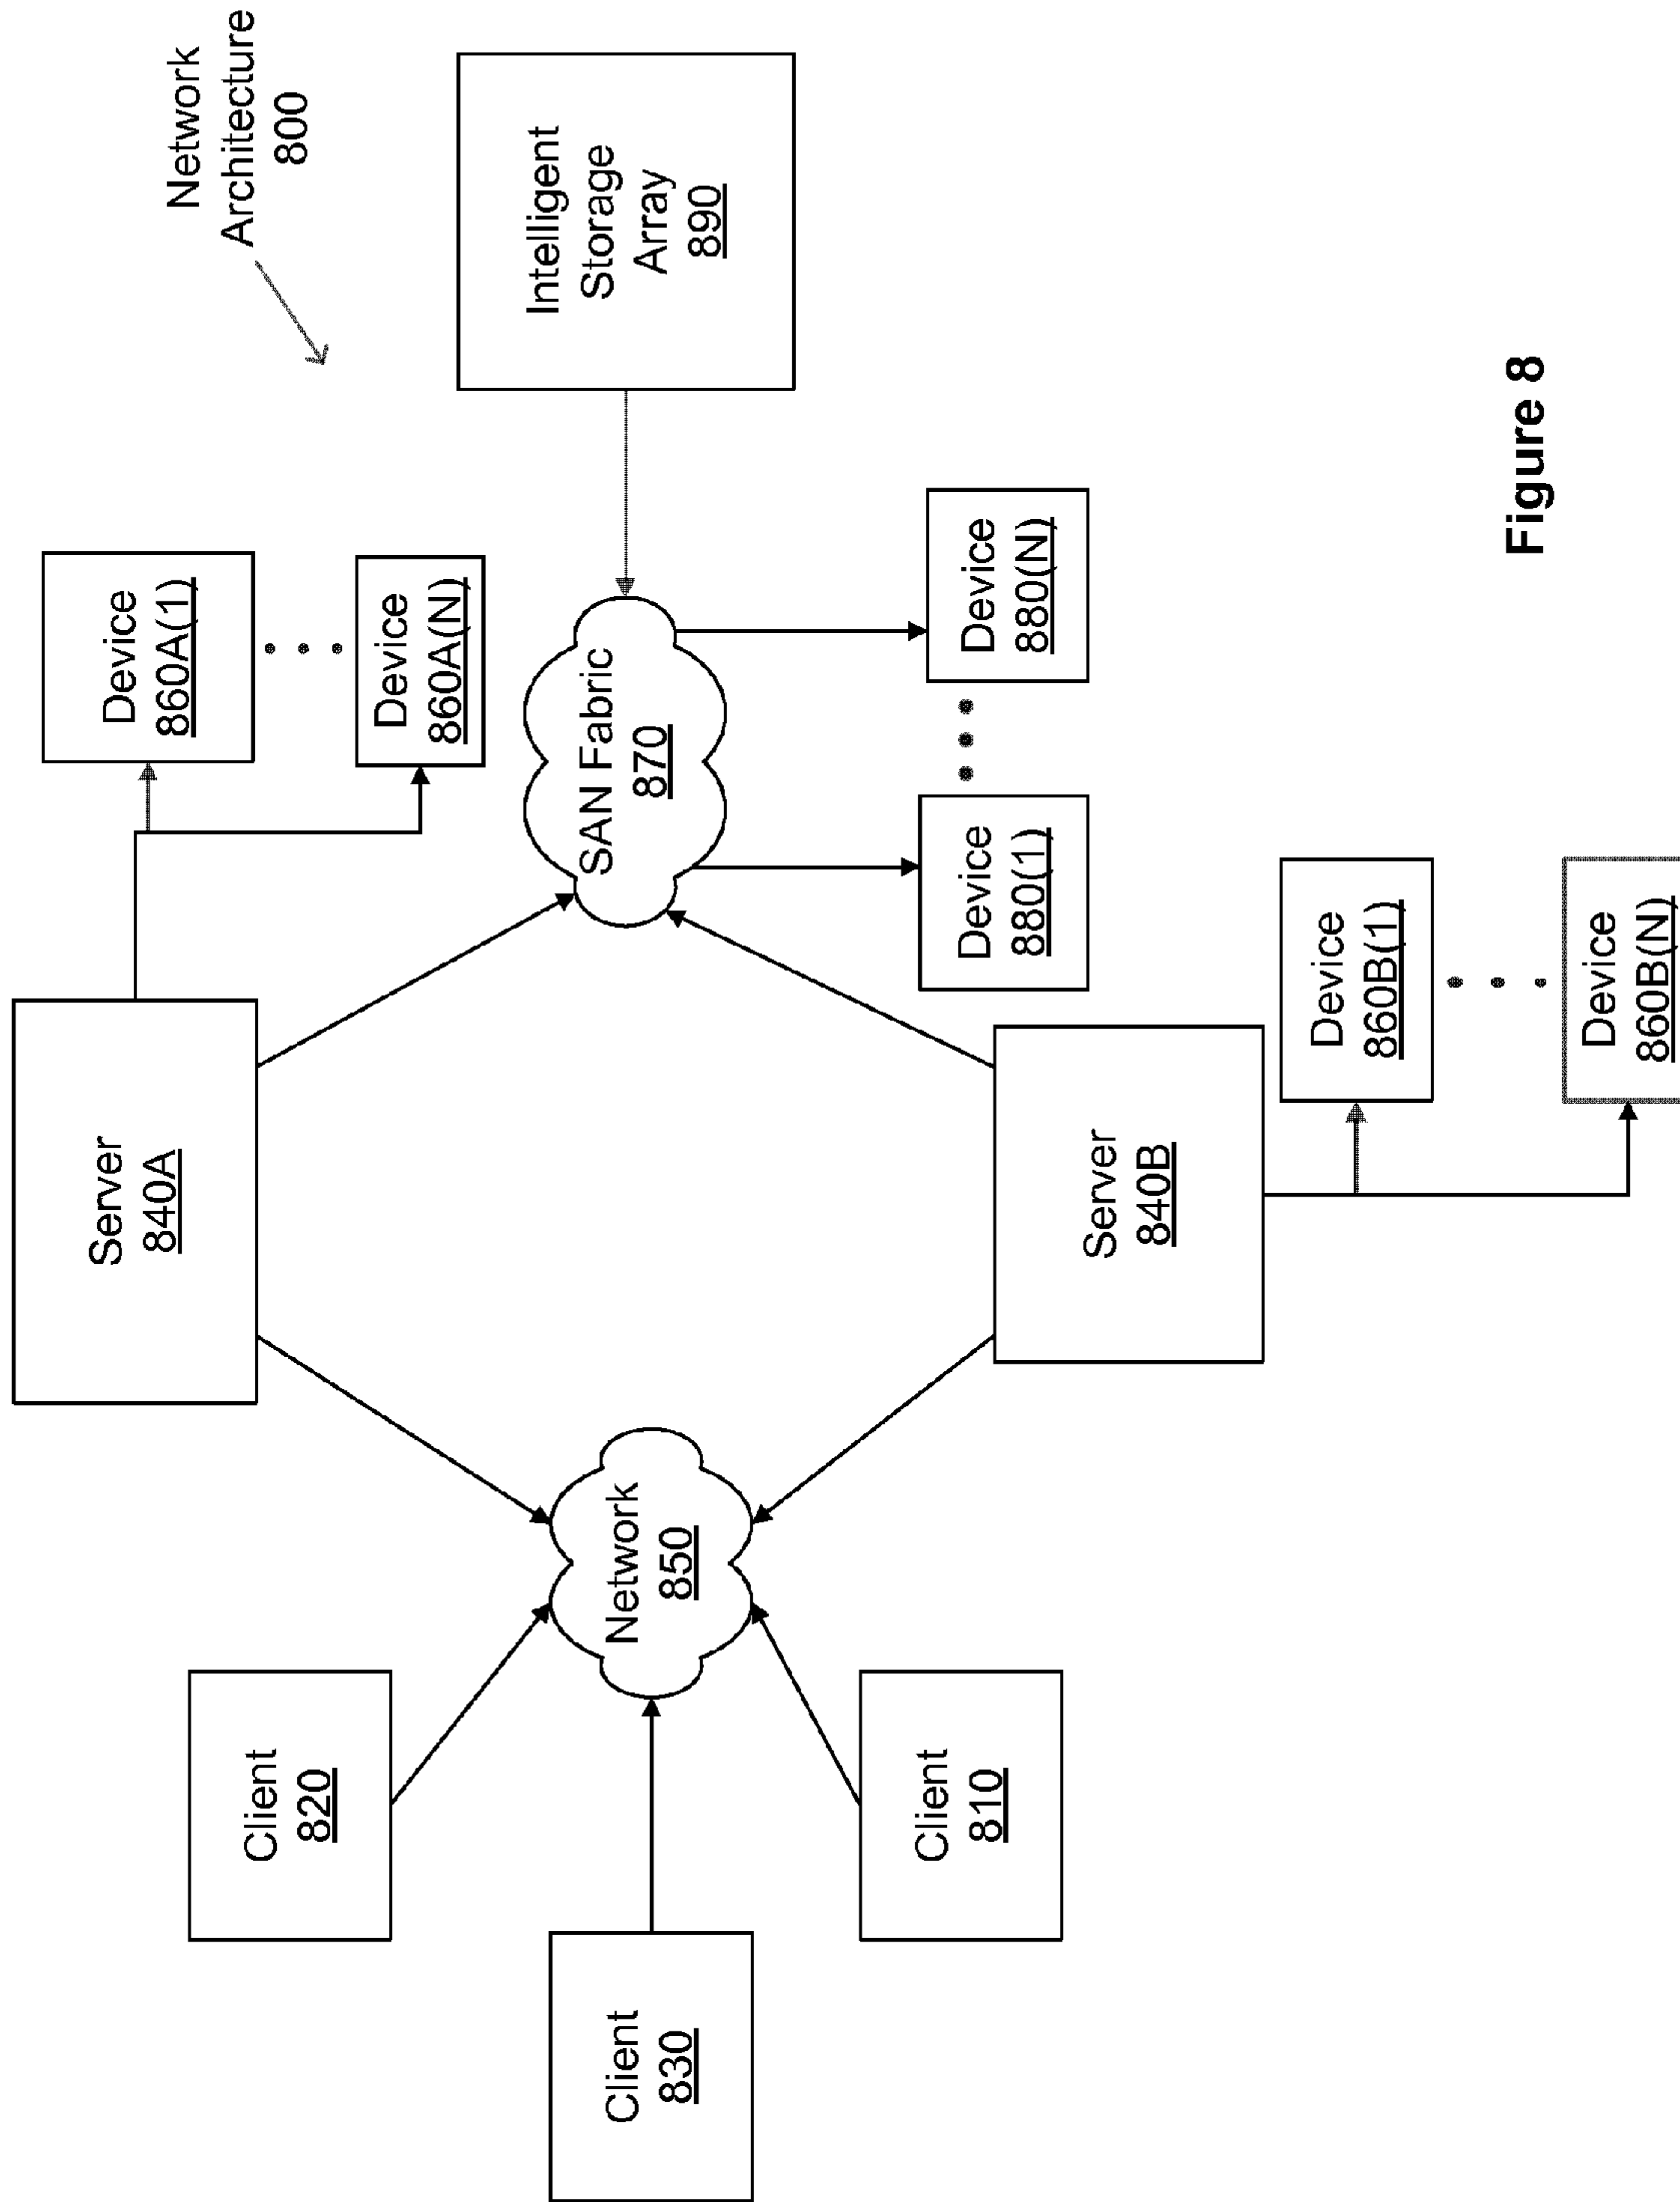 Network
Architecture
800
Server
840A
Device
860A(1)
Device
860A(N)
Client
820
Client
830
Network
850
SAN Fabric
870
Intelligent
Storage
Array
890
Client
810
Server
840B
Device
880(1)
Device
880(N)
Device
860B(1)
Device
860B(N)
Figure 8